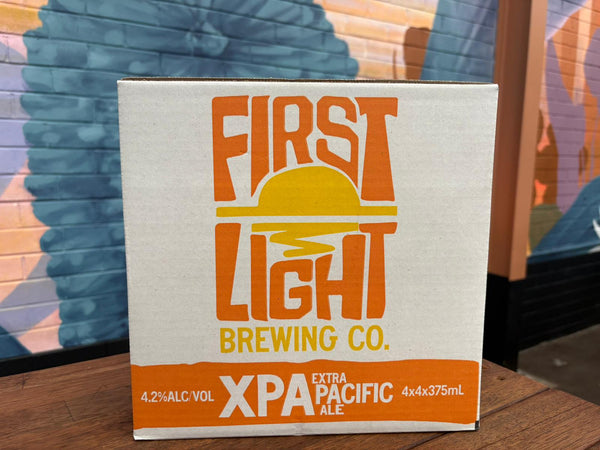 FIRST
LIGHT
BREWING CO.
4.2%ALC/VOL XPA EXTRA PACIFIC ALE 4x4x375mL